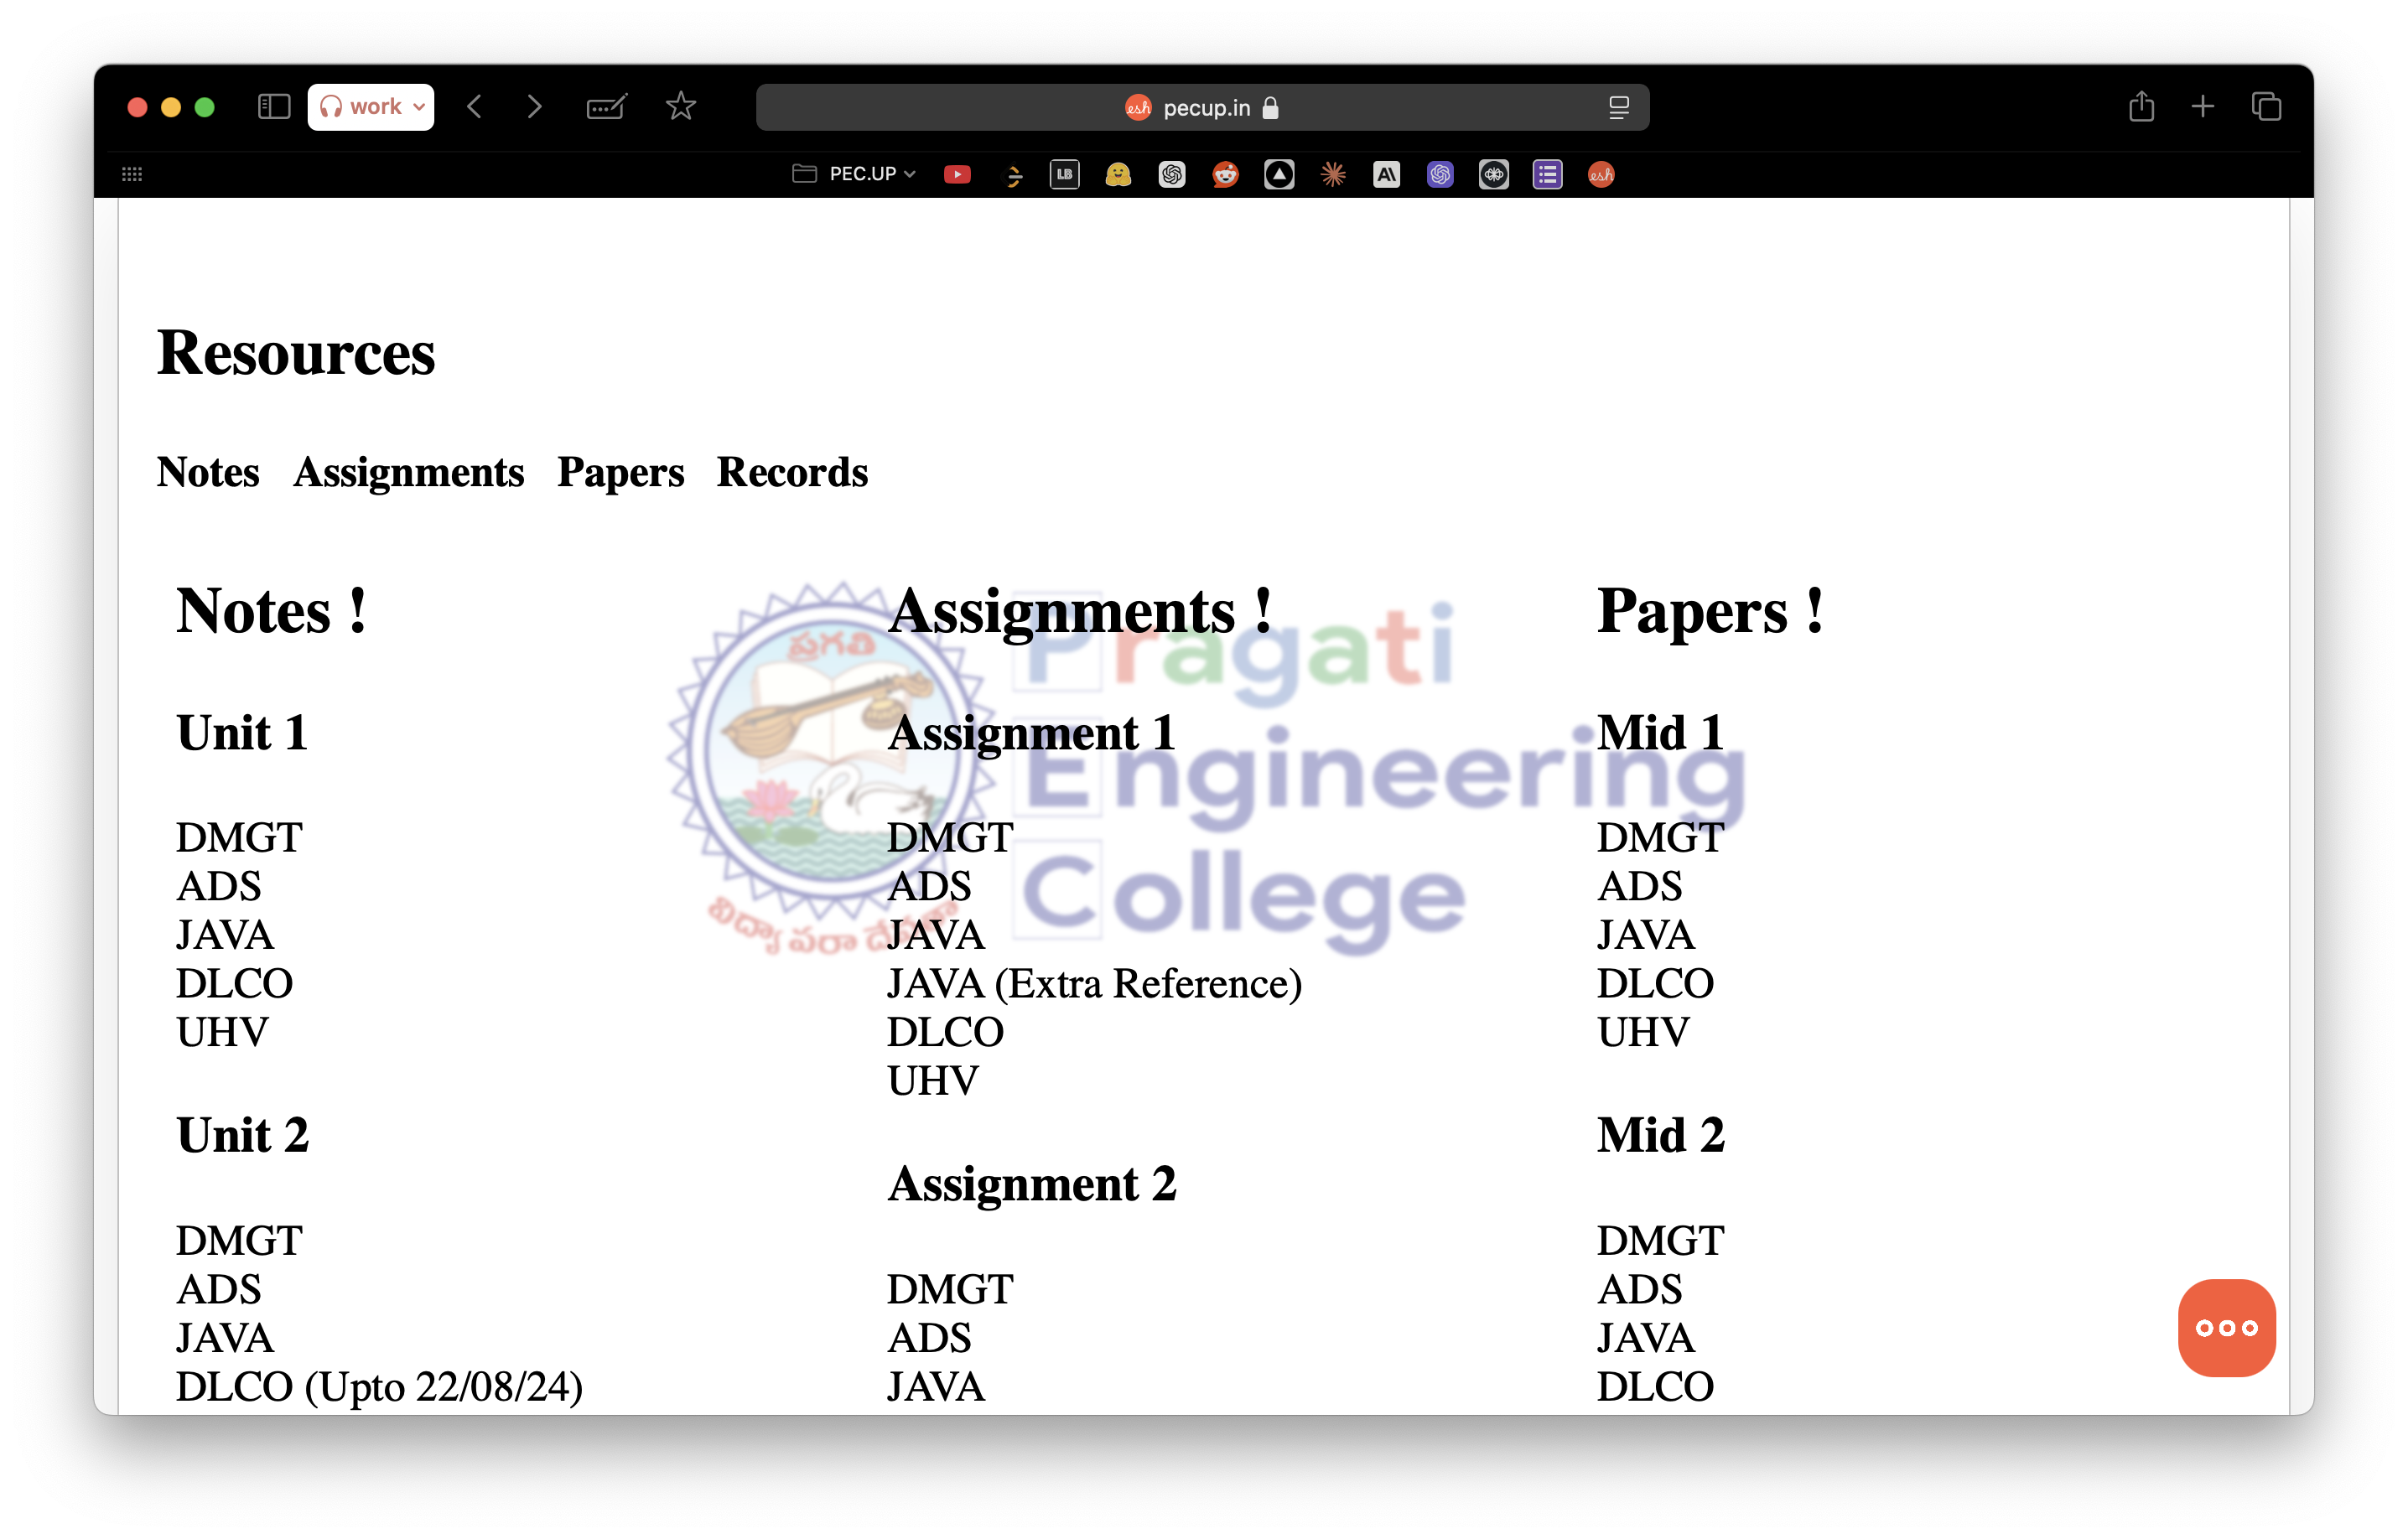 work
pecup.in
PEC.UP
LB
esh
Resources
Notes Assignments Papers Records
Notes !
Unit 1
DMGT
ADS
JAVA
DLCO
UHV
Unit 2
DMGT
ADS
JAVA
DLCO (Upto 22/08/24)
Assignments !
Assignment 1
DMGT
ADS
JAVA
JAVA (Extra Reference)
DLCO
UHV
Assignment 2
DMGT
ADS
JAVA
Papers !
Mid 1
DMGT
ADS
JAVA
DLCO
UHV
Mid 2
DMGT
ADS
JAVA
DLCO
ప్రగతి
విద్యా పరా
Pragati
Engineering
College